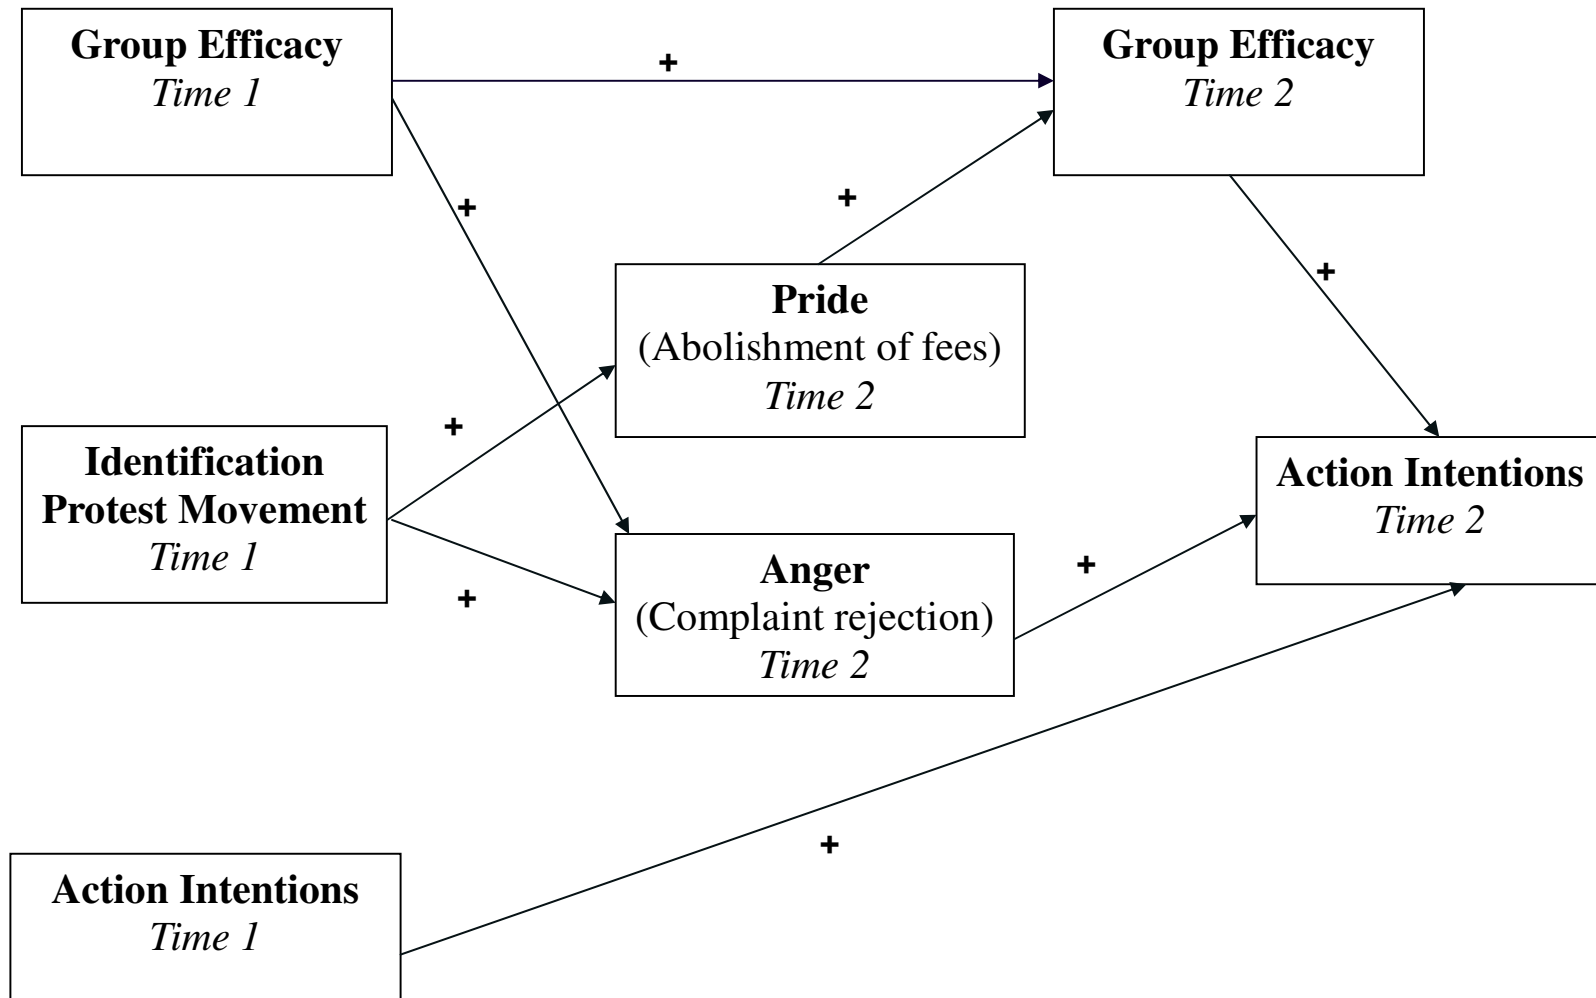 Group Efficacy
Time 1
+
Group Efficacy
Time 2
+
+
+
Pride
(Abolishment of fees)
Time 2
+
Identification
Protest Movement
Time 1
+
Anger
(Complaint rejection)
Time 2
+
Action Intentions
Time 2
Action Intentions
Time 1
+